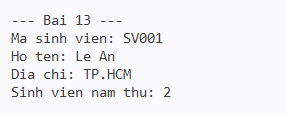 --- Bai 13 ---
Ma sinh vien: SV001
Ho ten: Le An
Dia chi: TP.HCM
Sinh vien nam thu: 2